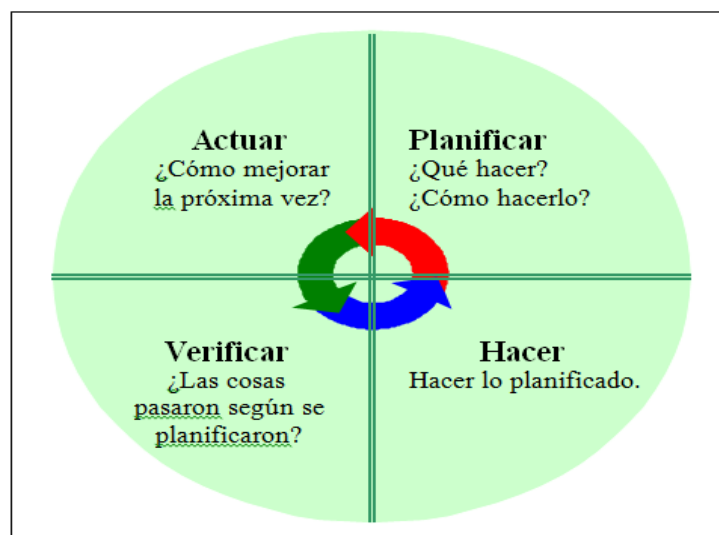 Actuar
¿Cómo mejorar
la próxima vez?
Planificar
¿Qué hacer?
¿Cómo hacerlo?
Verificar
¿Las cosas
pasaron según se
planificaron?
Hacer
Hacer lo planificado.